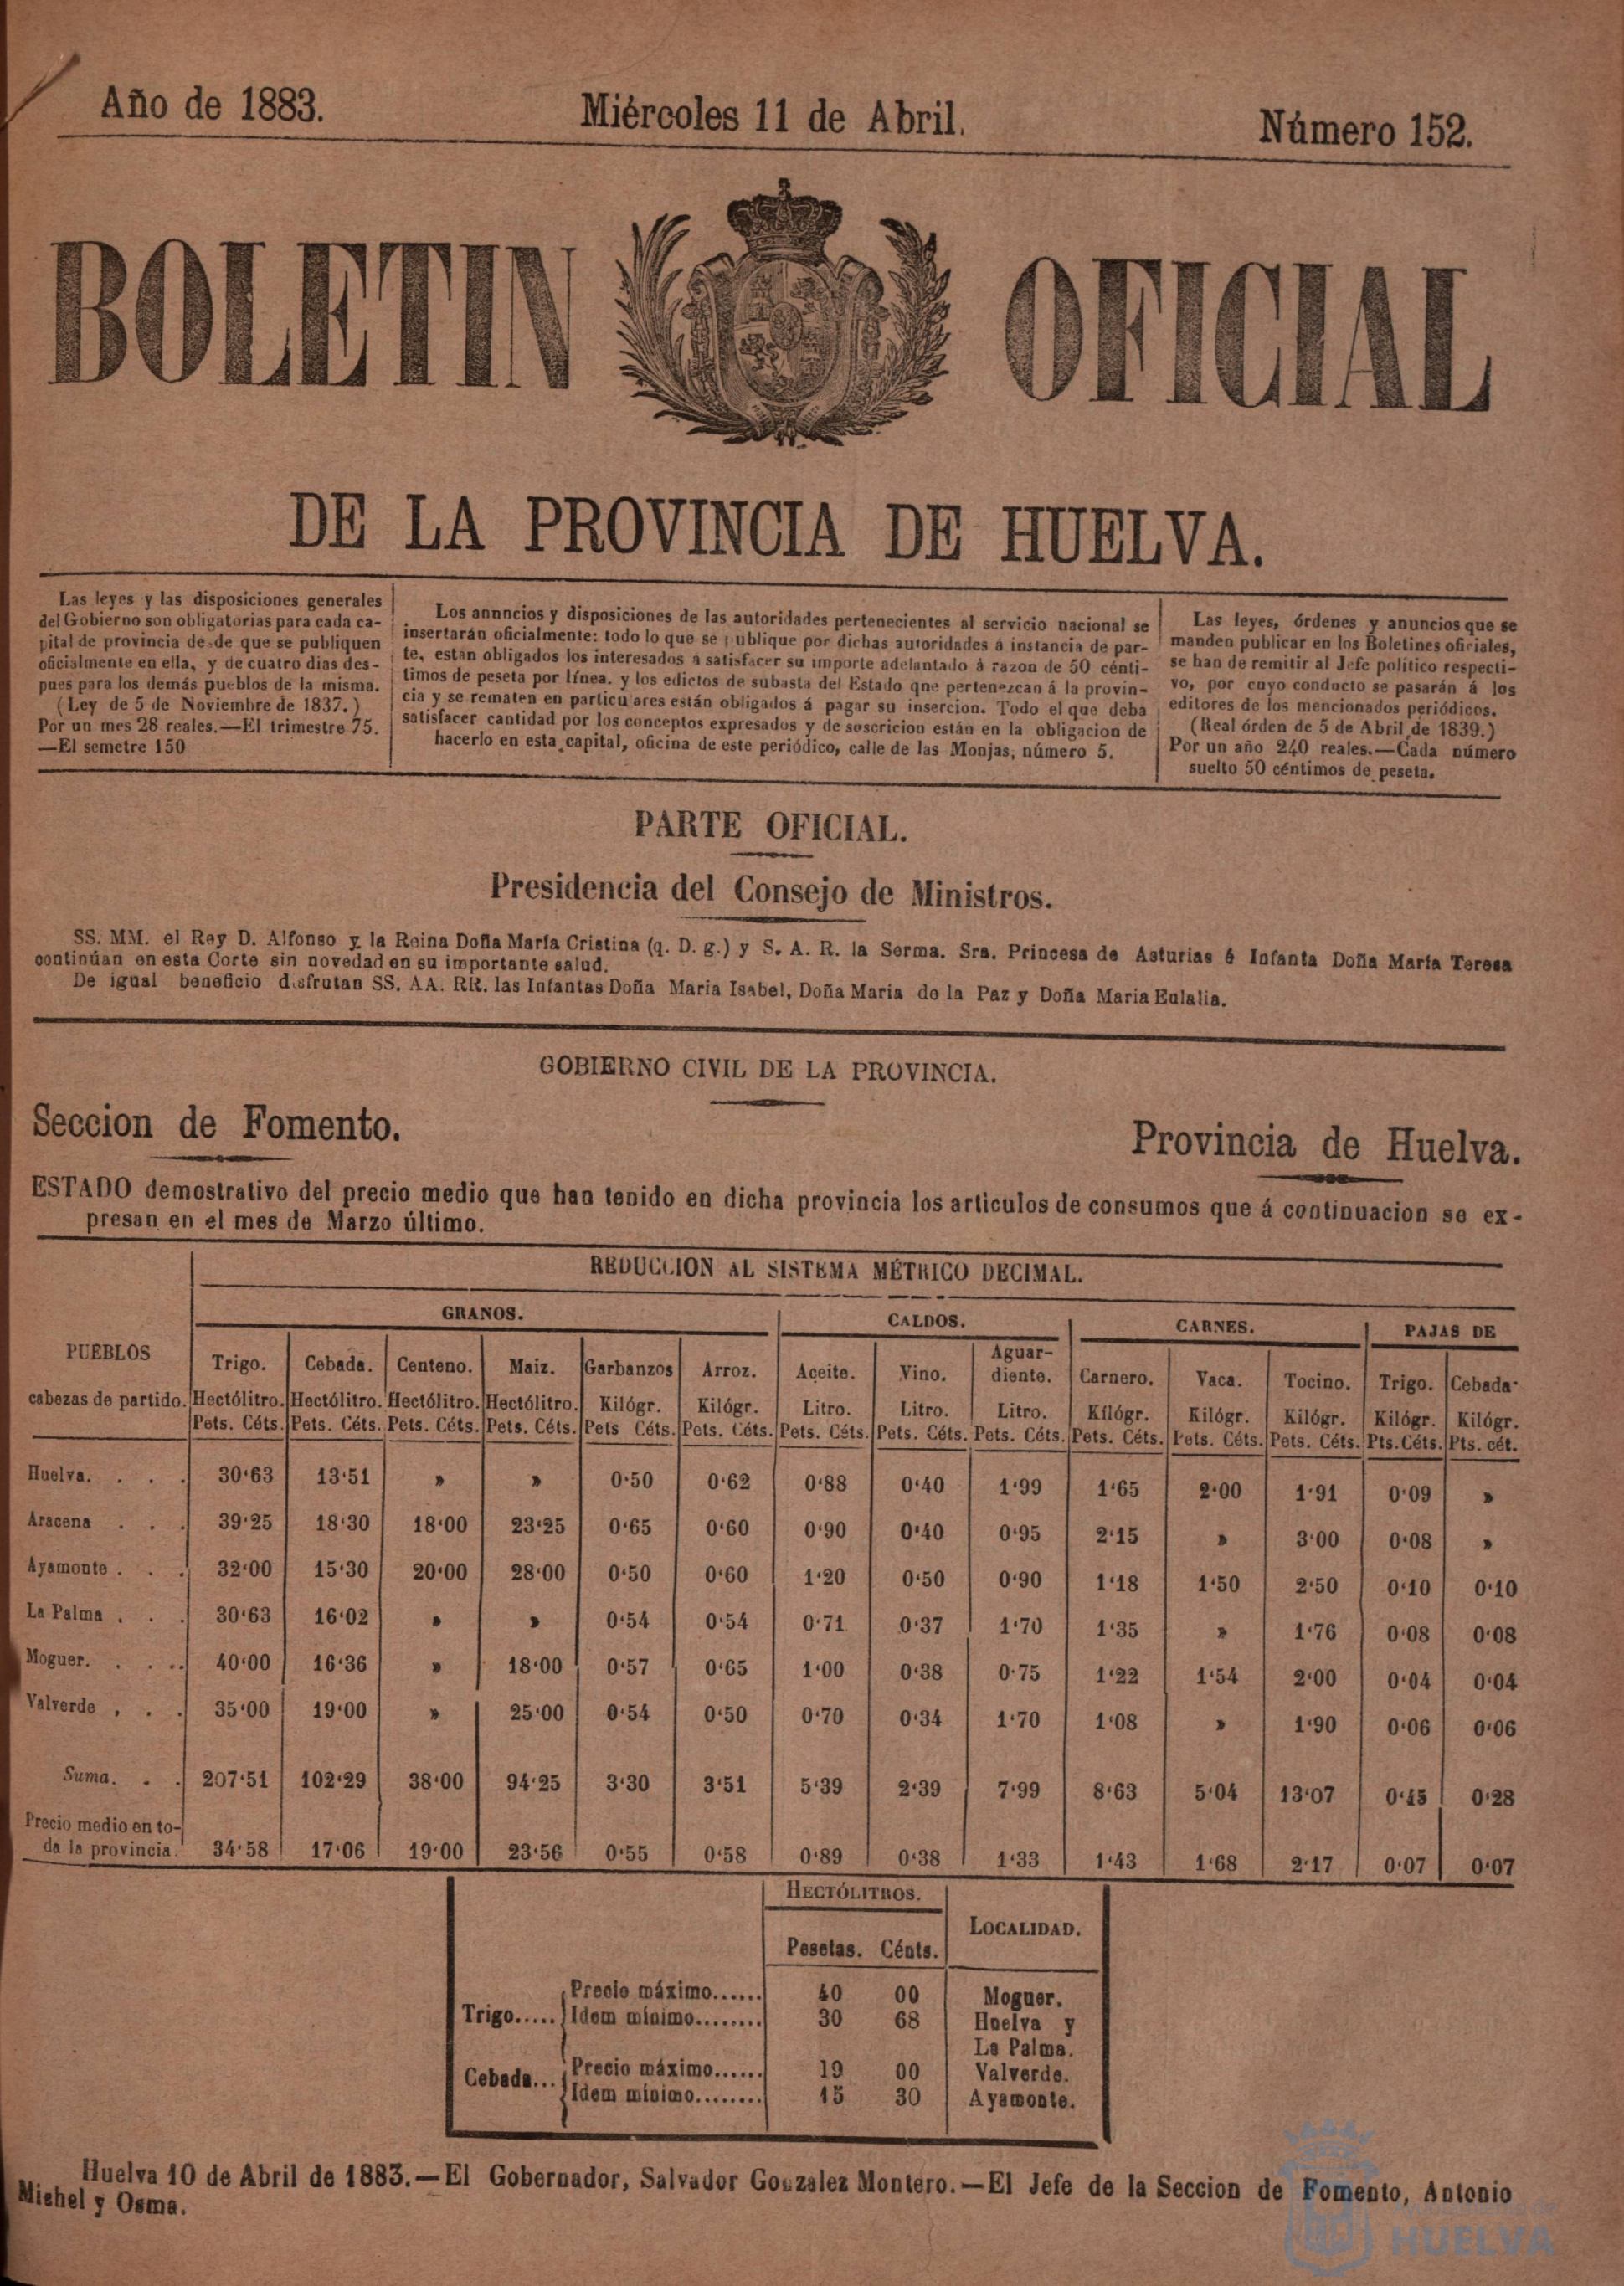 Año de 1883.
Miércoles 11 de Abril.
Número 152.
BOLETIN OFICIAL
DE LA PROVINCIA DE HUELVA.
Las leyes y las disposiciones generales
del Gobierno son obligatorias para cada ca-
pital de provincia desde que se publiquen
oficialmente en ella, y de cuatro dias des-
pues para los demás pueblos de la misma.
(Ley de 5 de Noviembre de 1837.)
Por un mes 28 reales.—El trimestre 75.
—El semetre 150
Los annncios y disposiciones de las autoridades pertenecientes al servicio nacional se
insertarán oficialmente: todo lo que se publique por dichas autoridades á instancia de par-
te, estan obligados los interesados á satisfacer su importe adelantado á razon de 50 cénti-
timos de peseta por línea. y los edictos de subasta del Estado qne pertenezcan á la provin-
cia y se rematen en particulares están obligados á pagar su insercion. Todo el que deba
satisfacer cantidad por los conceptos expresados y de soscricion están en la obligacion de
hacerlo en esta capital, oficina de este periódico, calle de las Monjas, número 5.
Las leyes, órdenes y anuncios que se
manden publicar en los Boletines oficiales,
se han de remitir al Jefe político respecti-
vo, por cuyo conducto se pasarán á los
editores de los mencionados periódicos.
(Real órden de 5 de Abril de 1839.)
Por un año 240 reales.—Cada número
suelto 50 céntimos de peseta.
PARTE OFICIAL.
Presidencia del Consejo de Ministros.
SS. MM. el Rey D. Alfonso y la Reina Doña María Cristina (q. D. g.) y S. A. R. la Serma. Sra. Princesa de Asturias é Infanta Doña María Teresa
continúan en esta Corte sin novedad en su importante salud.
De igual beneficio disfrutan SS. AA. RR. las Infantas Doña Maria Isabel, Doña María de la Paz y Doña Maria Eulalia.
GOBIERNO CIVIL DE LA PROVINCIA.
Seccion de Fomento.
Provincia de Huelva.
ESTADO demostrativo del precio medio que han tenido en dicha provincia los articulos de consumos que á continuacion se ex-
presan en el mes de Marzo último.
REDUCCION AL SISTEMA MÉTRICO DECIMAL.
GRANOS. CALDOS. CARNES. PAJAS DE
PUEBLOS
cabezas de partido.
Trigo. Cebada. Centeno. Maiz. Garbanzos Arroz. Aceite. Vino. Aguar-diente. Carnero. Vaca. Tocino. Trigo. Cebada
Hectólitro. Hectólitro. Hectólitro. Hectólitro. Kilógr. Kilógr. Litro. Litro. Litro. Kilógr. Kilógr. Kilógr. Kilógr. Kilógr.
Pets. Céts. Pets. Céts. Pets. Céts. Pets. Céts. Pets Céts. Pets. Céts. Pets. Céts. Pets. Céts. Pets. Céts. Pets. Céts. Pets. Céts. Pets. Céts. Pts.Céts. Pts. cét.
Huelva. . . . 30‘63 13‘51 » » 0‘50 0‘62 0‘88 0‘40 1‘99 1‘65 2‘00 1‘91 0‘09 »
Aracena . . . 39‘25 18‘30 18‘00 23‘25 0‘65 0‘60 0‘90 0‘40 0‘95 2‘15 » 3‘00 0‘08 »
Ayamonte . . . 32‘00 15‘30 20‘00 28‘00 0‘50 0‘60 1‘20 0‘50 0‘90 1‘18 1‘50 2‘50 0‘10 0‘10
La Palma . . . 30‘63 16‘02 » » 0‘54 0‘54 0‘71 0‘37 1‘70 1‘35 » 1‘76 0‘08 0‘08
Moguer. . . . . 40‘00 16‘36 » 18‘00 0‘57 0‘65 1‘00 0‘38 0‘75 1‘22 1‘54 2‘00 0‘04 0‘04
Valverde , . . 35‘00 19‘00 » 25‘00 0‘54 0‘50 0‘70 0‘34 1‘70 1‘08 » 1‘90 0‘06 0‘06
Suma. . . 207‘51 102‘29 38‘00 94‘25 3‘30 3‘51 5‘39 2‘39 7‘99 8‘63 5‘04 13‘07 0‘45 0‘28
Precio medio en to-
da la provincia. 34‘58 17‘06 19‘00 23‘56 0‘55 0‘58 0‘89 0‘38 1‘33 1‘43 1‘68 2‘17 0‘07 0‘07
HECTÓLITROS.
LOCALIDAD.
Pesetas. Cénts.
Trigo..... Precio máximo...... 40 00 Moguer.
Idem mínimo........ 30 68 Huelva y
La Palma.
Cebada... Precio máximo...... 19 00 Valverde.
Idem mínimo........ 15 30 Ayamonte.
Huelva 10 de Abril de 1883.—El Gobernador, Salvador Gonzalez Montero.—El Jefe de la Seccion de Fomento, Antonio
Michel y Osma.
HUELVA